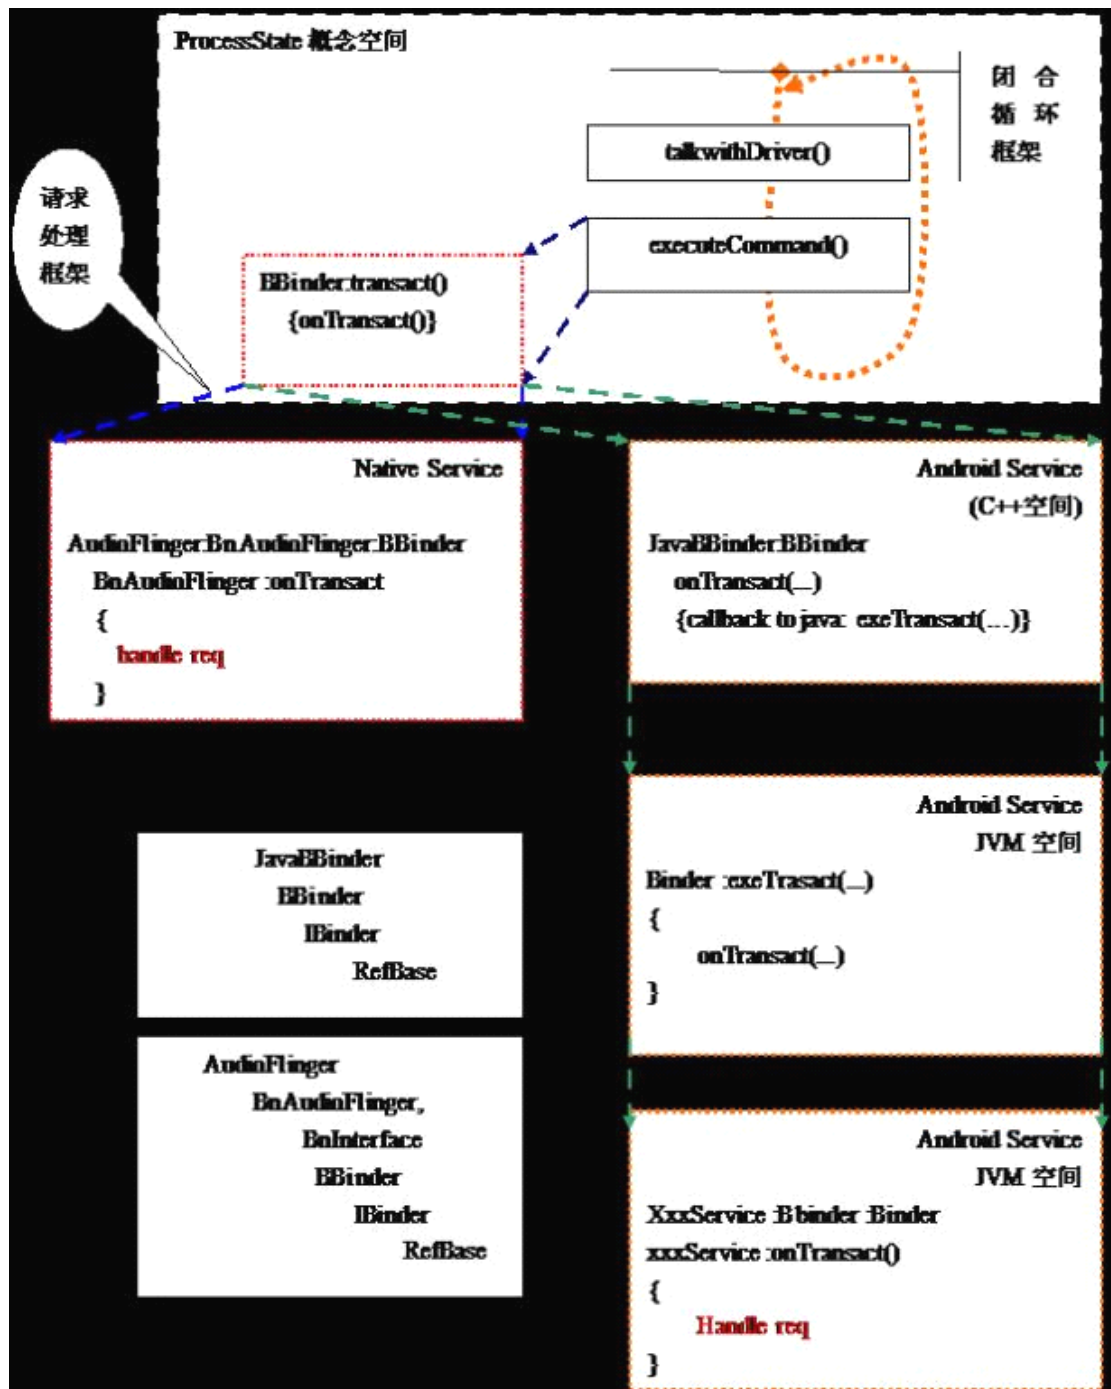 ProcessState 概念空间
闭 合
循 环
框架
talkwithDriver()
请求
处理
框架
executeCommand()
BBinder:transact()
{onTransact()}
Native Service
AudioFlinger:BnAudioFlinger:BBinder
BnAudioFlinger :onTransact
{
handle req
}
Android Service
(C++空间)
JavaBBinder:BBinder
onTransact(...)
{callback to java: exeTransact(…)}
Android Service
JVM 空间
Binder :exeTrasact(...)
{
onTransact(...)
}
JavaBBinder
BBinder
IBinder
RefBase
AudioFlinger
BnAudioFlinger,
BnInterface
BBinder
IBinder
RefBase
Android Service
JVM 空间
XxxService :Bbinder :Binder
xxxService :onTransact()
{
Handle req
}